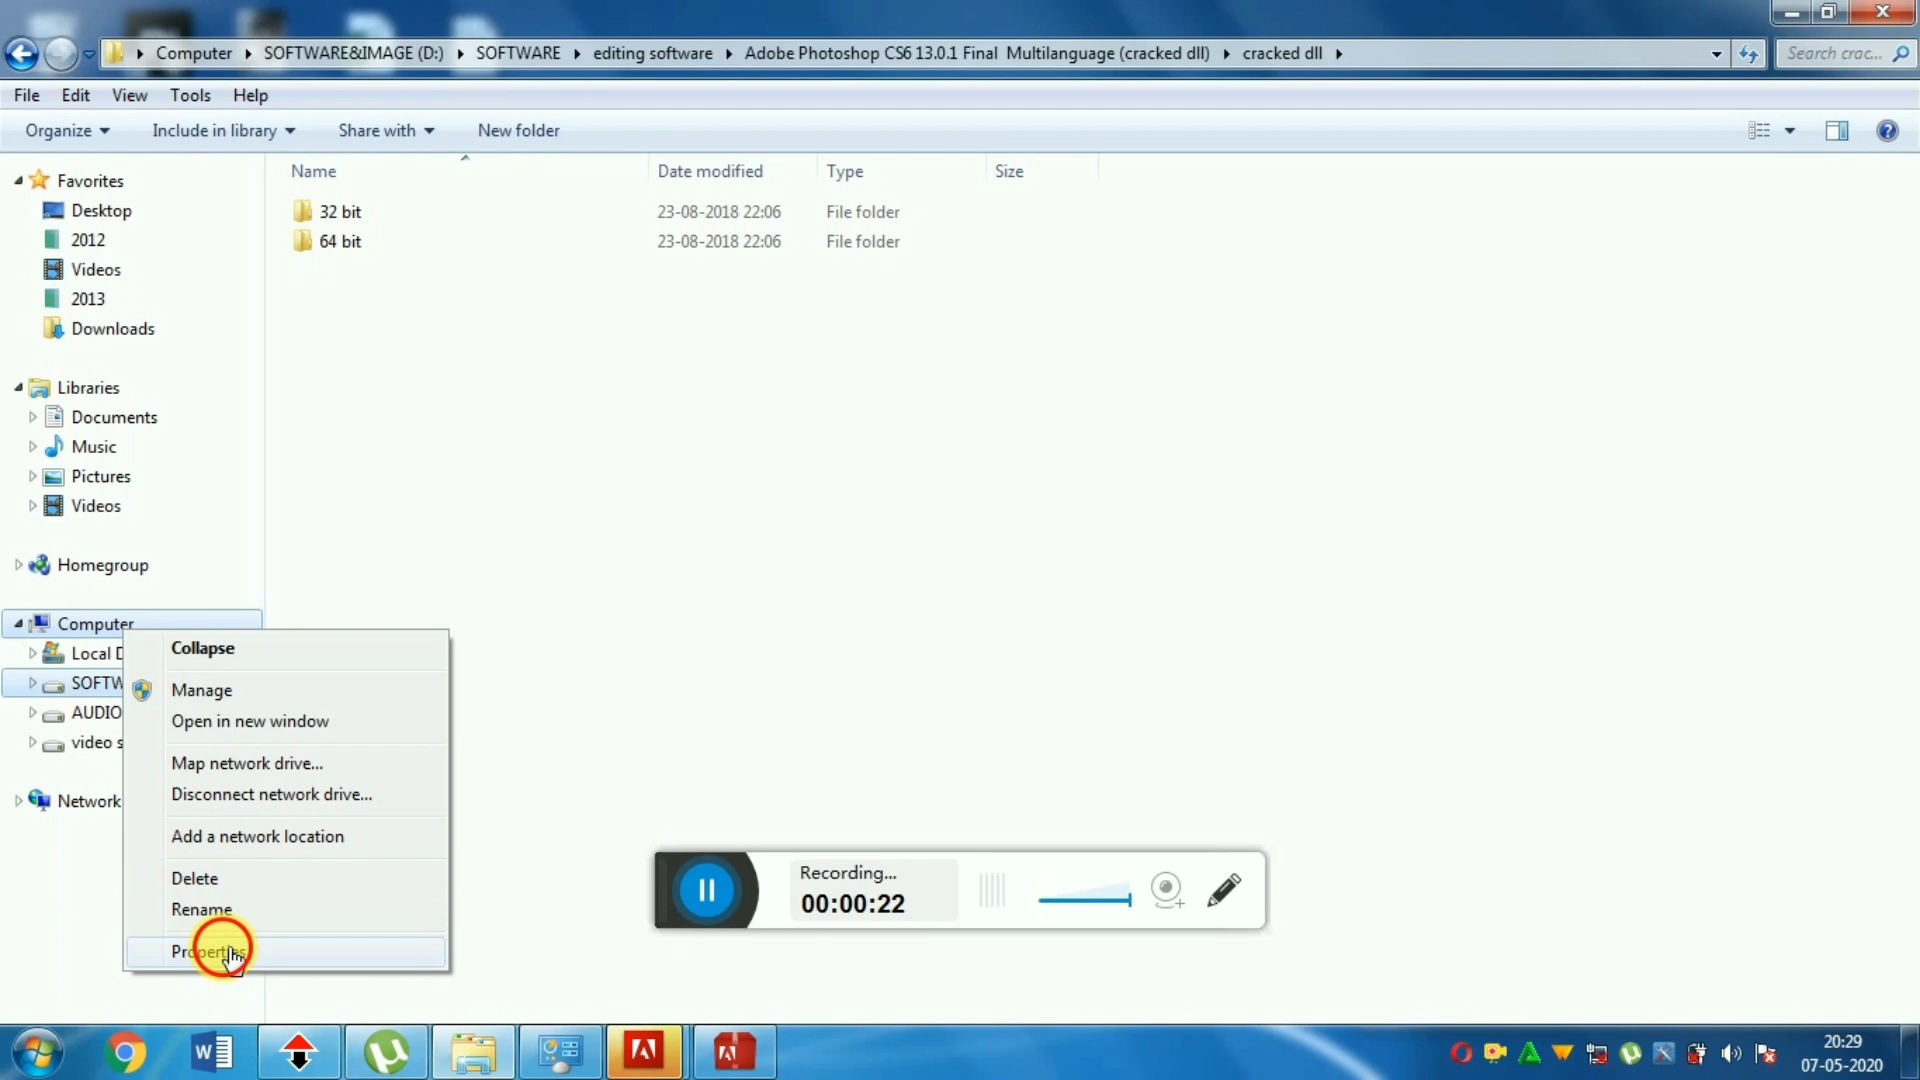 Computer SOFTWARE&IMAGE (D:) SOFTWARE editing software Adobe Photoshop CS6 13.0.1 Final Multilanguage (cracked dll) cracked dll
Search crac...
File Edit View Tools Help
Organize Include in library Share with New folder
Name Date modified Type Size
32 bit 23-08-2018 22:06 File folder
64 bit 23-08-2018 22:06 File folder
Favorites
Desktop
2012
Videos
2013
Downloads
Libraries
Documents
Music
Pictures
Videos
Homegroup
Computer
Local D
SOFTW
AUDIO
video s
Network
Collapse
Manage
Open in new window
Map network drive...
Disconnect network drive...
Add a network location
Delete
Rename
Properties
Recording...
00:00:22
20:29
07-05-2020